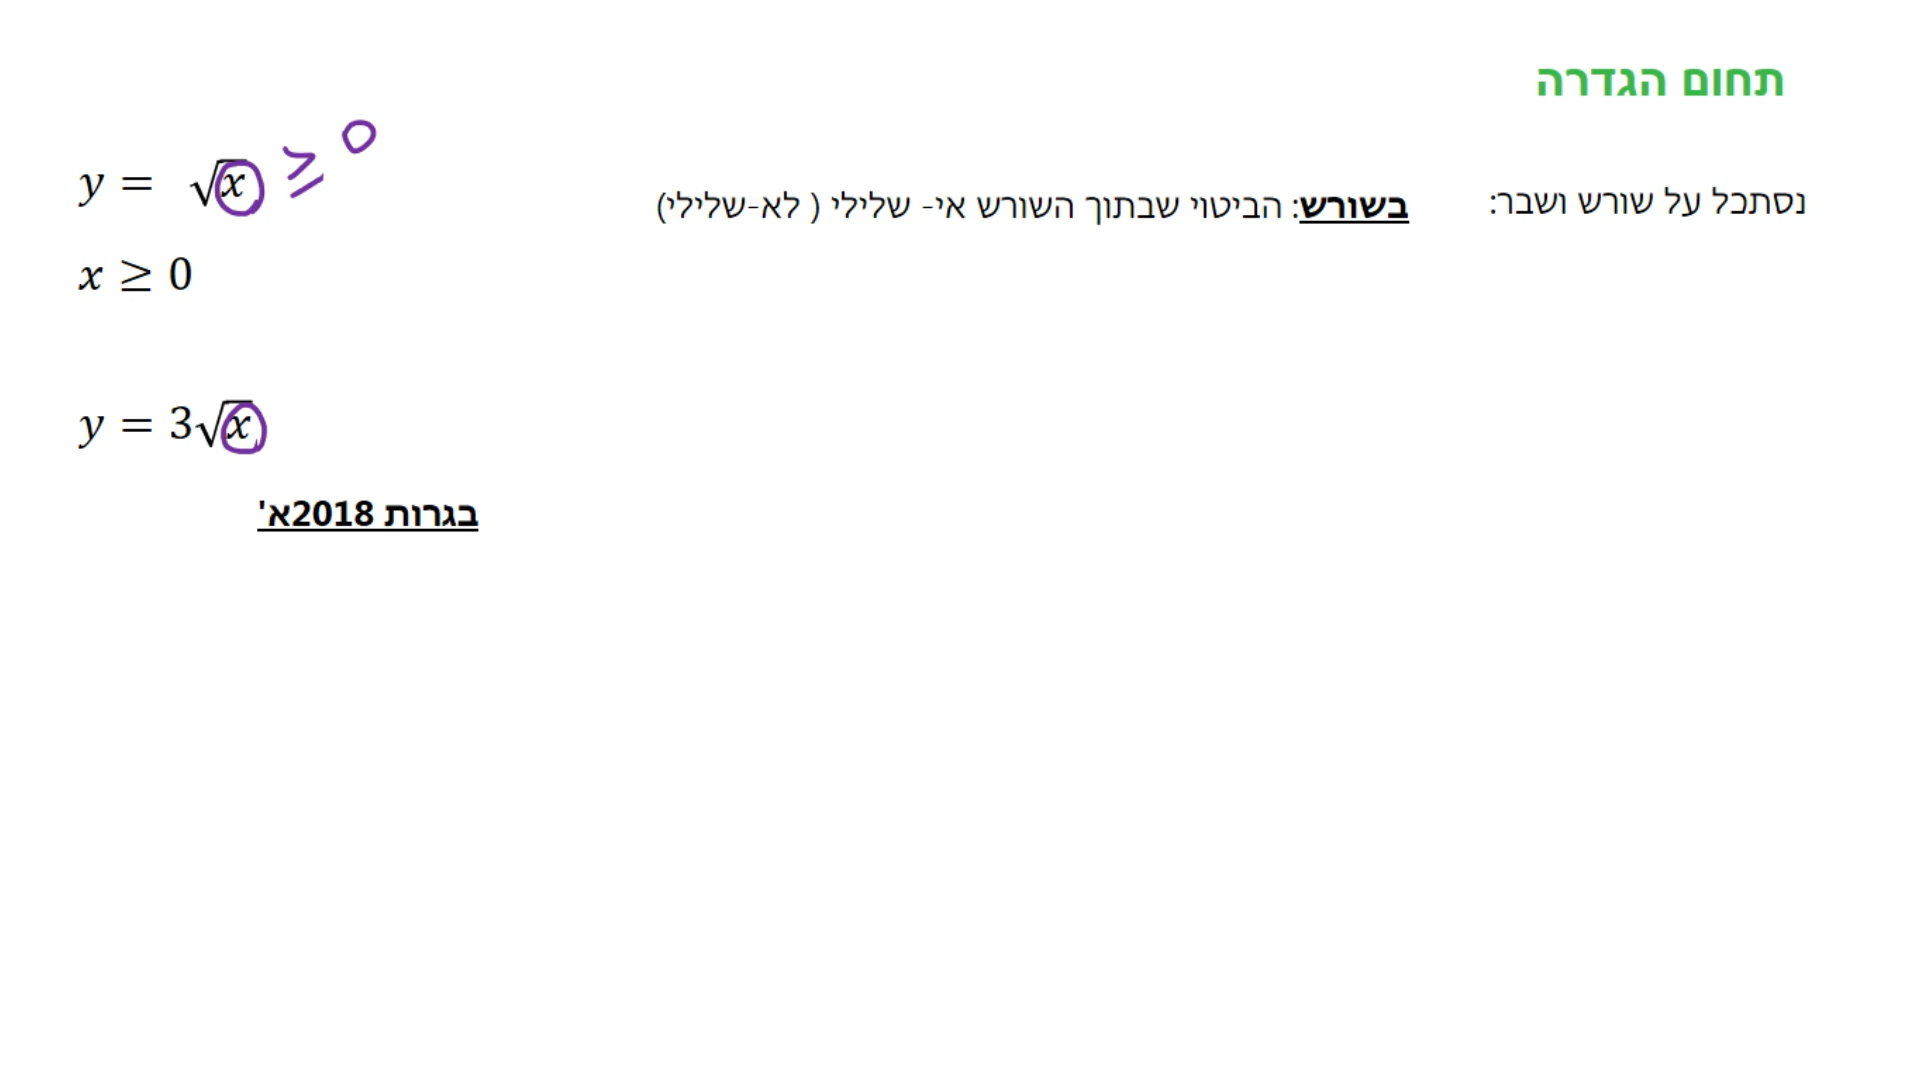 תחום הגדרה
נסתכל על שורש ושבר:
בשורש: הביטוי שבתוך השורש אי- שלילי ( לא-שלילי)
y = √x ≥ 0
x ≥ 0
y = 3√x
בגרות 2018א'